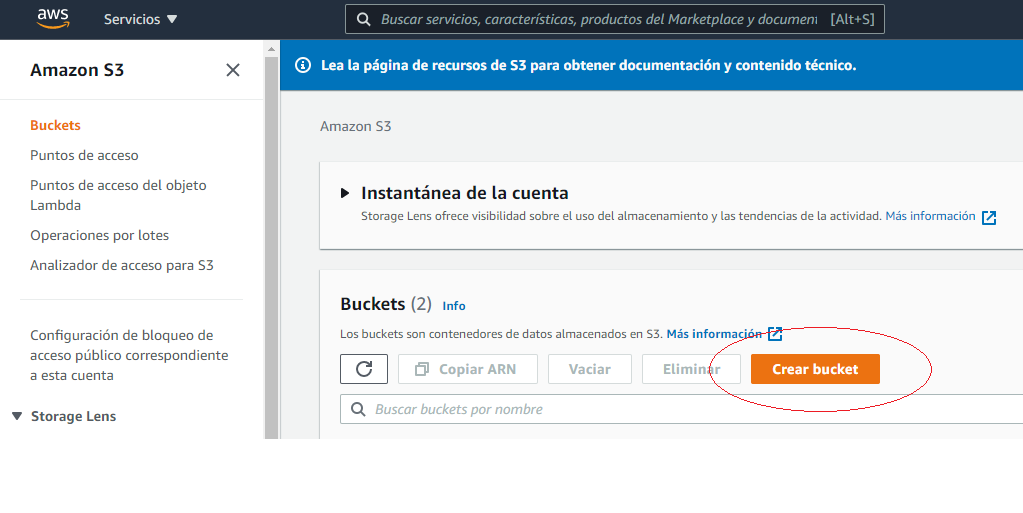 aws
Servicios
Buscar servicios, características, productos del Marketplace y document [Alt+S]
Amazon S3
Buckets
Puntos de acceso
Puntos de acceso del objeto
Lambda
Operaciones por lotes
Analizador de acceso para S3
Configuración de bloqueo de
acceso público correspondiente
a esta cuenta
Storage Lens
Lea la página de recursos de S3 para obtener documentación y contenido técnico.
Amazon S3
Instantánea de la cuenta
Storage Lens ofrece visibilidad sobre el uso del almacenamiento y las tendencias de la actividad. Más información
Buckets (2) Info
Los buckets son contenedores de datos almacenados en S3. Más información
Copiar ARN Vaciar Eliminar Crear bucket
Buscar buckets por nombre